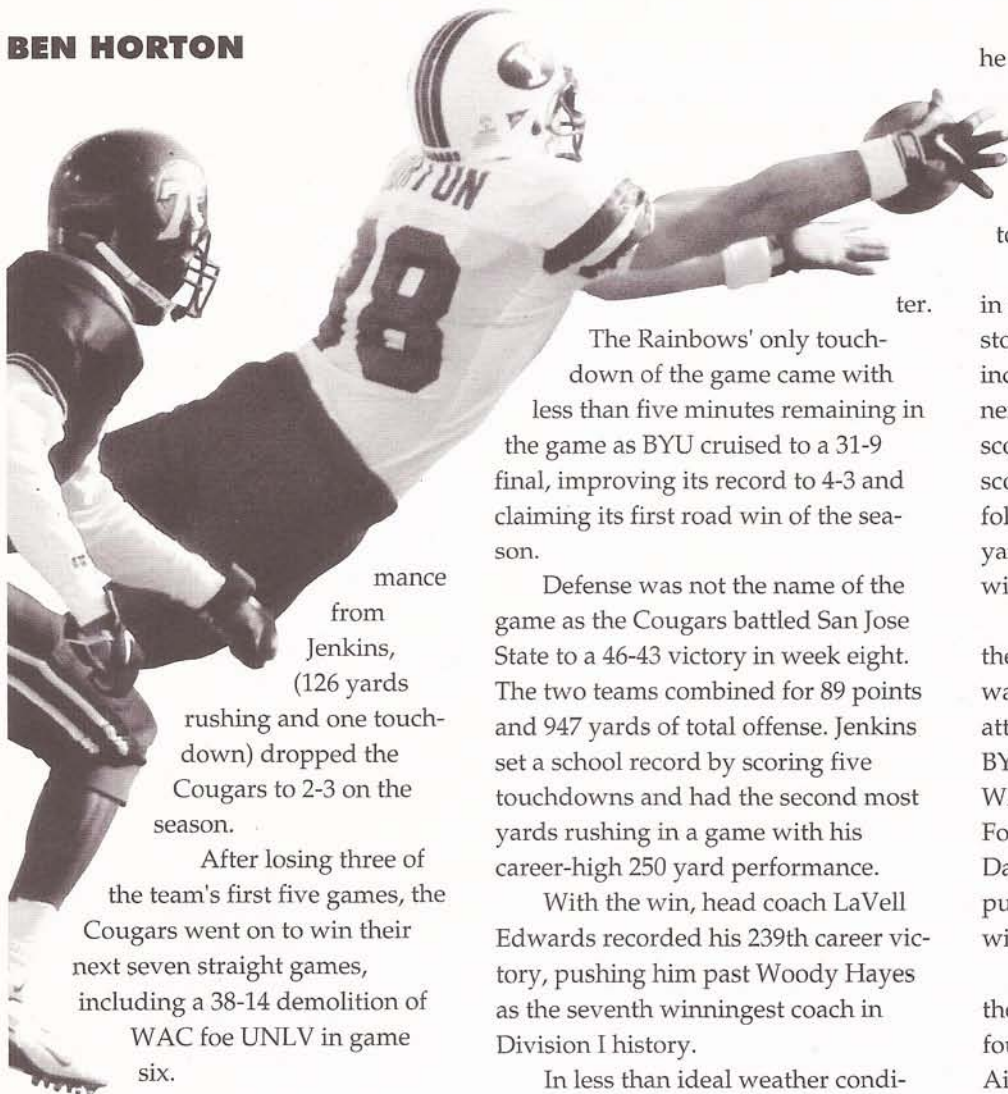 BEN HORTON
18
mance
from
Jenkins,
(126 yards
rushing and one touch-
down) dropped the
Cougars to 2-3 on the
season.
After losing three of
the team's first five games, the
Cougars went on to win their
next seven straight games,
including a 38-14 demolition of
WAC foe UNLV in game
six.
ter.
The Rainbows' only touch-
down of the game came with
less than five minutes remaining in
the game as BYU cruised to a 31-9
final, improving its record to 4-3 and
claiming its first road win of the sea-
son.
Defense was not the name of the
game as the Cougars battled San Jose
State to a 46-43 victory in week eight.
The two teams combined for 89 points
and 947 yards of total offense. Jenkins
set a school record by scoring five
touchdowns and had the second most
yards rushing in a game with his
career-high 250 yard performance.
With the win, head coach LaVell
Edwards recorded his 239th career vic-
tory, pushing him past Woody Hayes
as the seventh winningest coach in
Division I history.
In less than ideal weather condi-
he
to
in
sto
inc
ne
sco
sco
fol
ya
wi
the
wa
att
BY
W
Fo
Da
pu
wi
the
fou
Ai